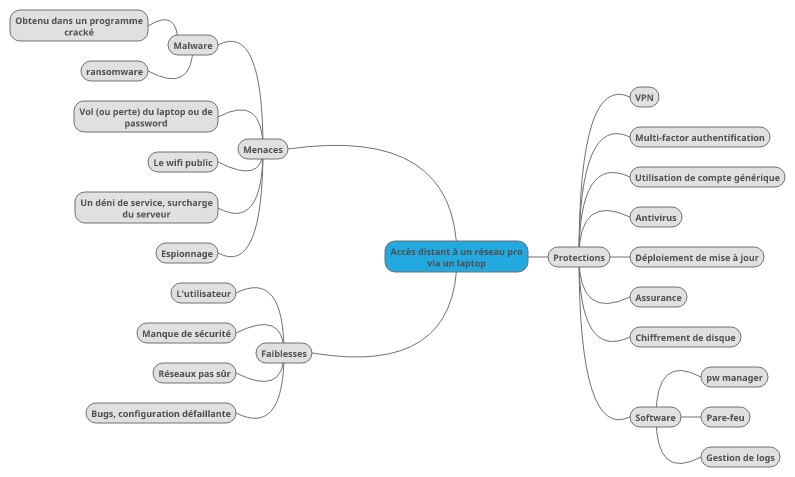 Accès distant à un réseau pro
via un laptop
Menaces
Malware
Obtenu dans un programme
cracké
ransomware
Vol (ou perte) du laptop ou de
password
Le wifi public
Un déni de service, surcharge
du serveur
Espionnage
Faiblesses
L'utilisateur
Manque de sécurité
Réseaux pas sûr
Bugs, configuration défaillante
Protections
VPN
Multi-factor authentification
Utilisation de compte générique
Antivirus
Déploiement de mise à jour
Assurance
Chiffrement de disque
Software
pw manager
Pare-feu
Gestion de logs